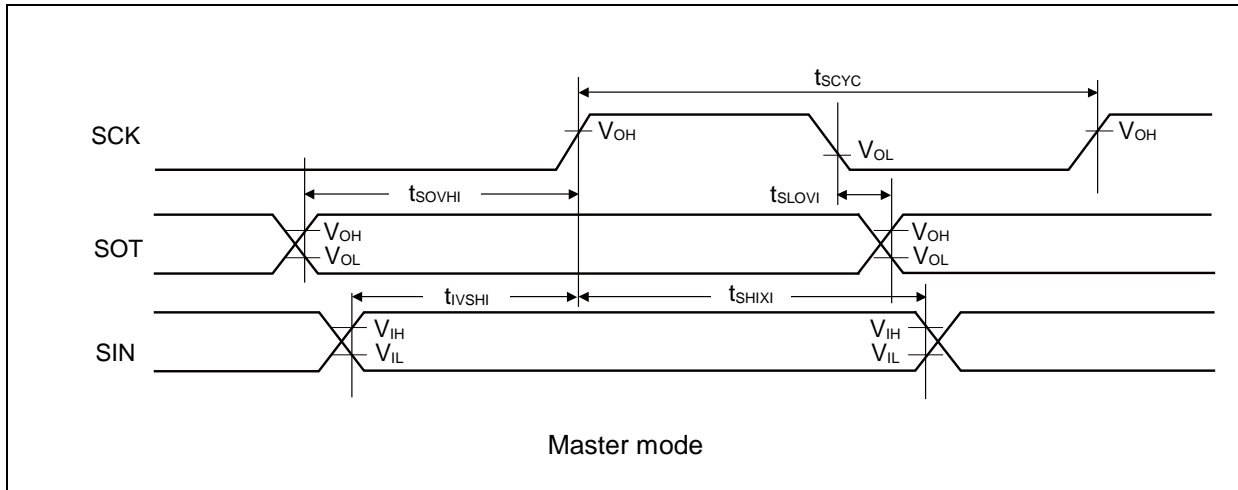 tSCYC
SCK
VOH
VOL
VOH
tSOVHI
tSLOVI
SOT
VOH
VOL
VOH
VOL
tIVSHI
tSHIXI
SIN
VIH
VIL
VIH
VIL
Master mode